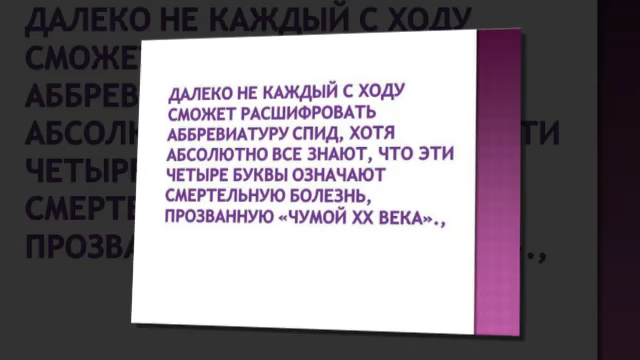 ДАЛЕКО НЕ КАЖДЫЙ С ХОДУ
СМОЖЕТ РАСШИФРОВАТЬ
АББРЕВИАТУРУ СПИД, ХОТЯ
АБСОЛЮТНО ВСЕ ЗНАЮТ, ЧТО ЭТИ
ЧЕТЫРЕ БУКВЫ ОЗНАЧАЮТ
СМЕРТЕЛЬНУЮ БОЛЕЗНЬ,
ПРОЗВАННУЮ «ЧУМОЙ XX ВЕКА».,